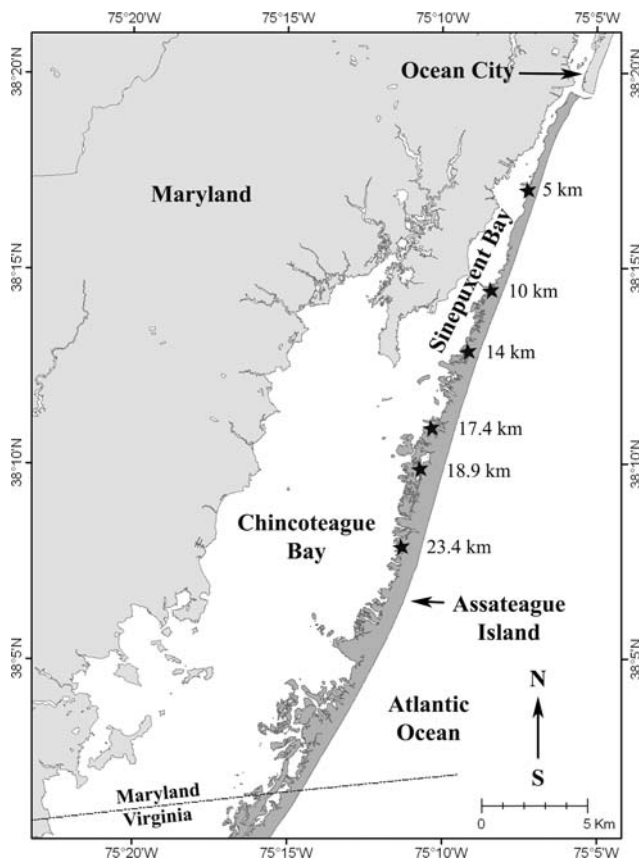 75°20'W
75°15'W
75°10'W
75°5'W
38°20'N
38°20'N
Ocean City
Maryland
5 km
Sinepuxent Bay
38°15'N
38°15'N
10 km
14 km
17.4 km
38°10'N
38°10'N
18.9 km
Chincoteague
Bay
23.4 km
Assateague
Island
38°5'N
38°5'N
N
Atlantic
Ocean
S
Maryland
Virginia
0
5 Km
75°20'W
75°15'W
75°10'W
75°5'W